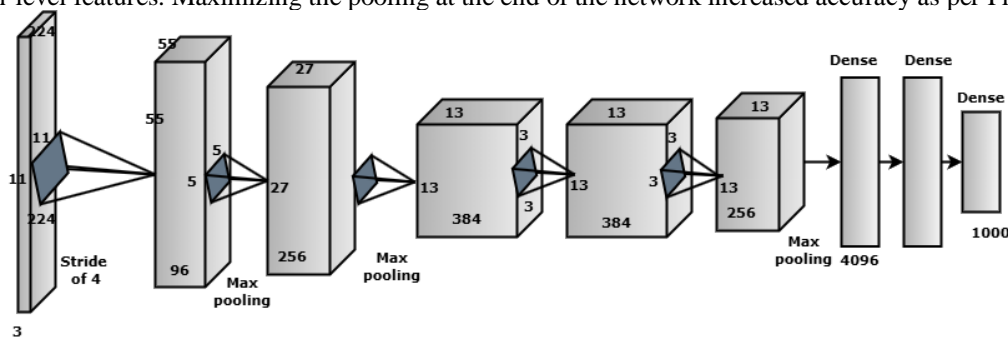 level features. Maximizing the pooling at the end of the network increased accuracy as per
224
11
11
224
Stride
of 4
3
55
55
5
5
96
Max
pooling
27
27
256
Max
pooling
13
13
384
3
3
13
13
384
3
3
13
13
256
Max
pooling
Dense
4096
Dense
Dense
1000